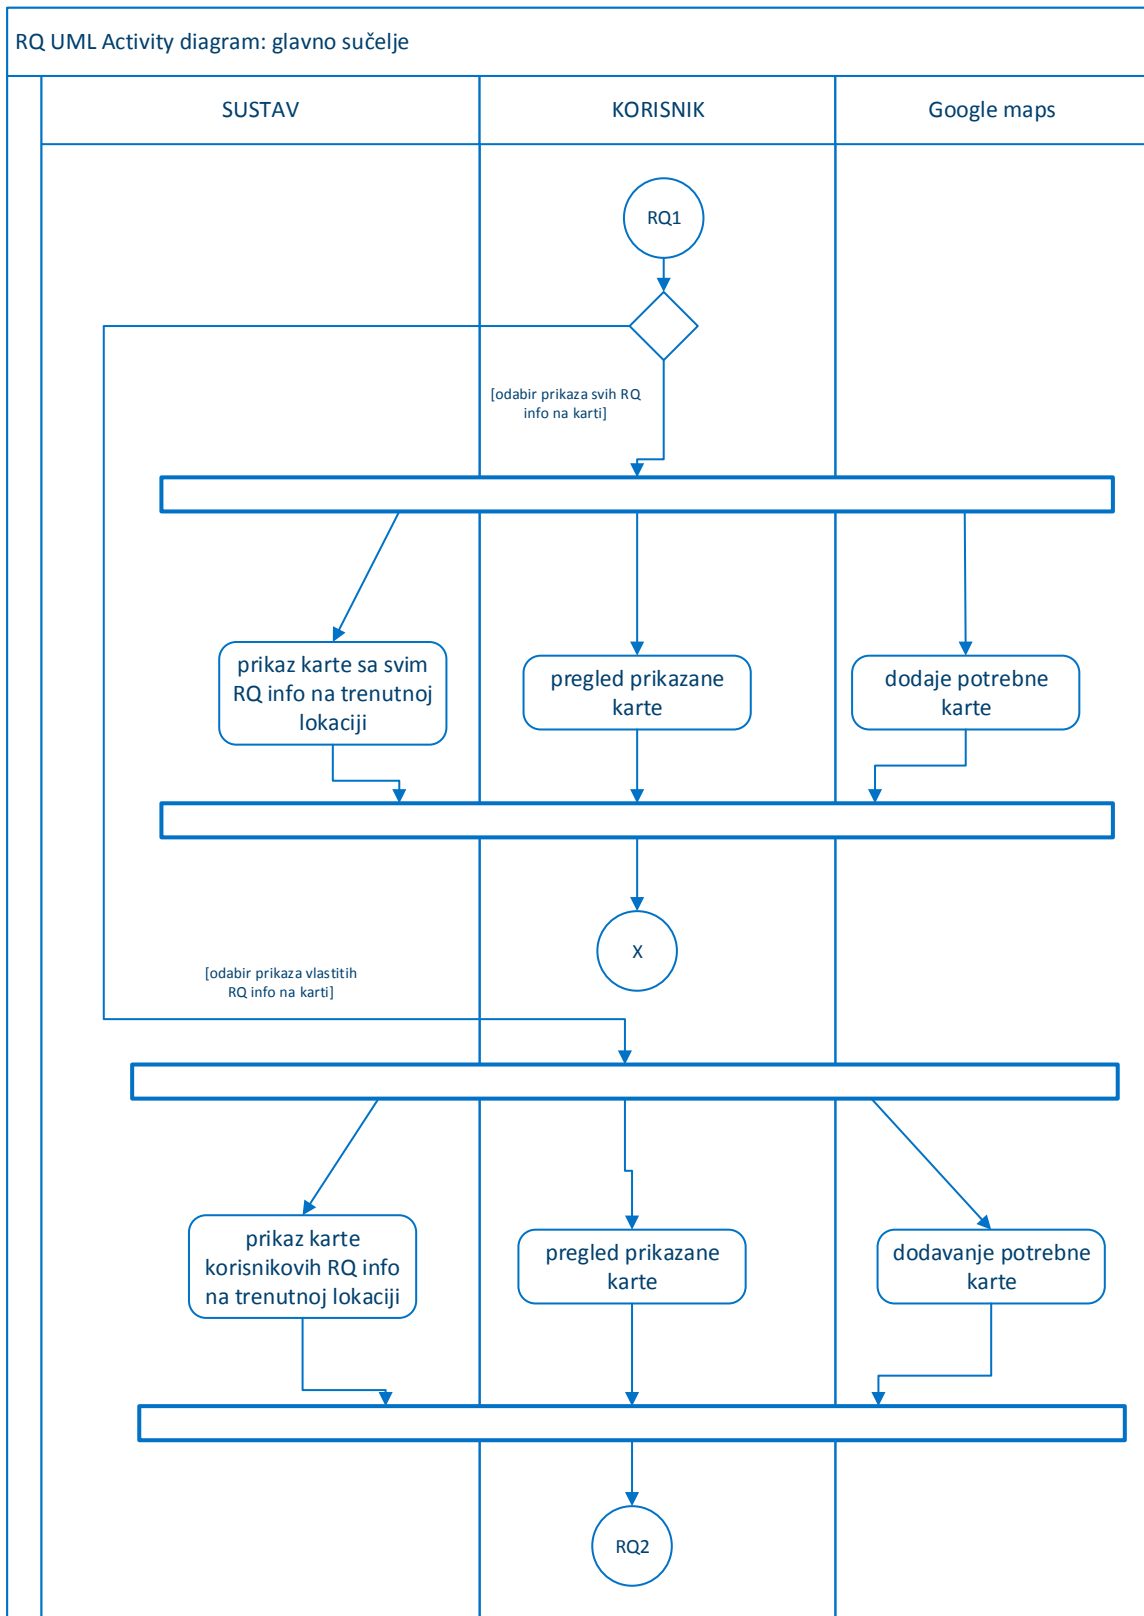 RQ UML Activity diagram: glavno sučelje
SUSTAV
KORISNIK
Google maps
RQ1
[odabir prikaza svih RQ
info na karti]
prikaz karte sa svim
RQ info na trenutnoj
lokaciji
pregled prikazane
karte
dodaje potrebne
karte
X
[odabir prikaza vlastitih
RQ info na karti]
prikaz karte
korisnikovih RQ info
na trenutnoj lokaciji
pregled prikazane
karte
dodavanje potrebne
karte
RQ2